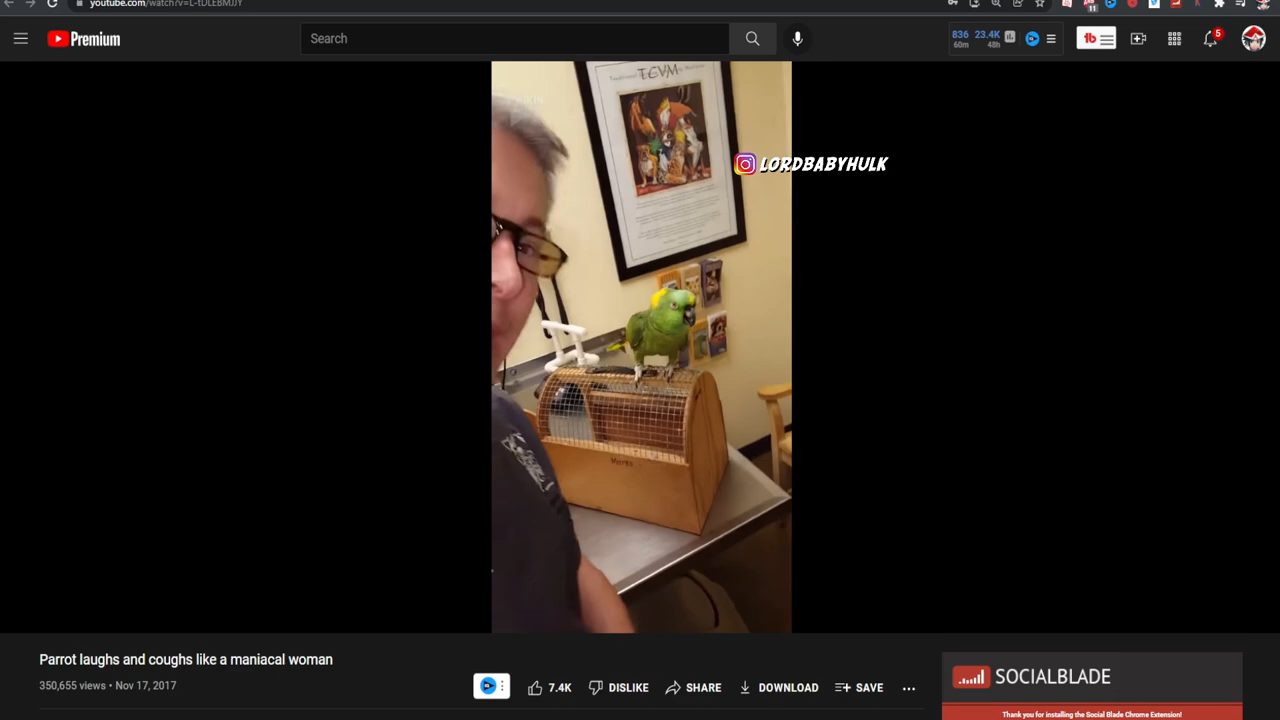 youtube.com/watch?v=L-tDLEBMJJY
Premium
Search
836
60m
23.4K
48h
11
5
TCVM
LORDBABYHULK
Parrot laughs and coughs like a maniacal woman
350,655 views • Nov 17, 2017
7.4K
DISLIKE
SHARE
DOWNLOAD
SAVE
SOCIALBLADE
Thank you for installing the Social Blade Chrome Extension!